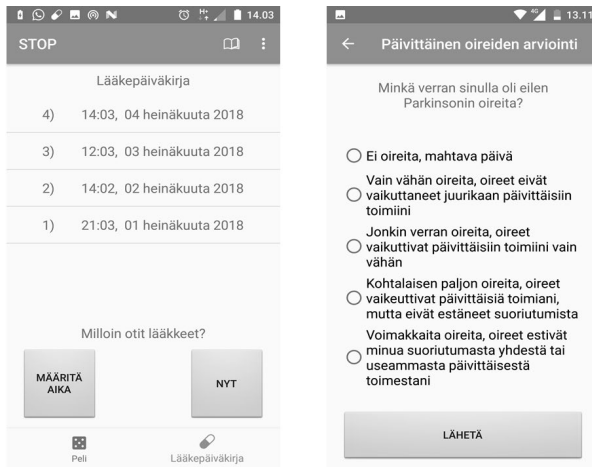 14.03
STOP
Lääkepäiväkirja
4) 14:03, 04 heinäkuuta 2018
3) 12:03, 03 heinäkuuta 2018
2) 14:02, 02 heinäkuuta 2018
1) 21:03, 01 heinäkuuta 2018
Milloin otit lääkkeet?
MÄÄRITÄ
AIKA
NYT
Peli
Lääkepäiväkirja
4G 13.11
Päivittäinen oireiden arviointi
Minkä verran sinulla oli eilen
Parkinsonin oireita?
Ei oireita, mahtava päivä
Vain vähän oireita, oireet eivät
vaikuttaneet juurikaan päivittäisiin
toimiini
Jonkin verran oireita, oireet
vaikuttivat päivittäisiin toimiini vain
vähän
Kohtalaisen paljon oireita, oireet
vaikeuttivat päivittäisiä toimiani,
mutta eivät estäneet suoriutumista
Voimakkaita oireita, oireet estivät
minua suoriutumasta yhdestä tai
useammasta päivittäisestä
toimestani
LÄHETÄ